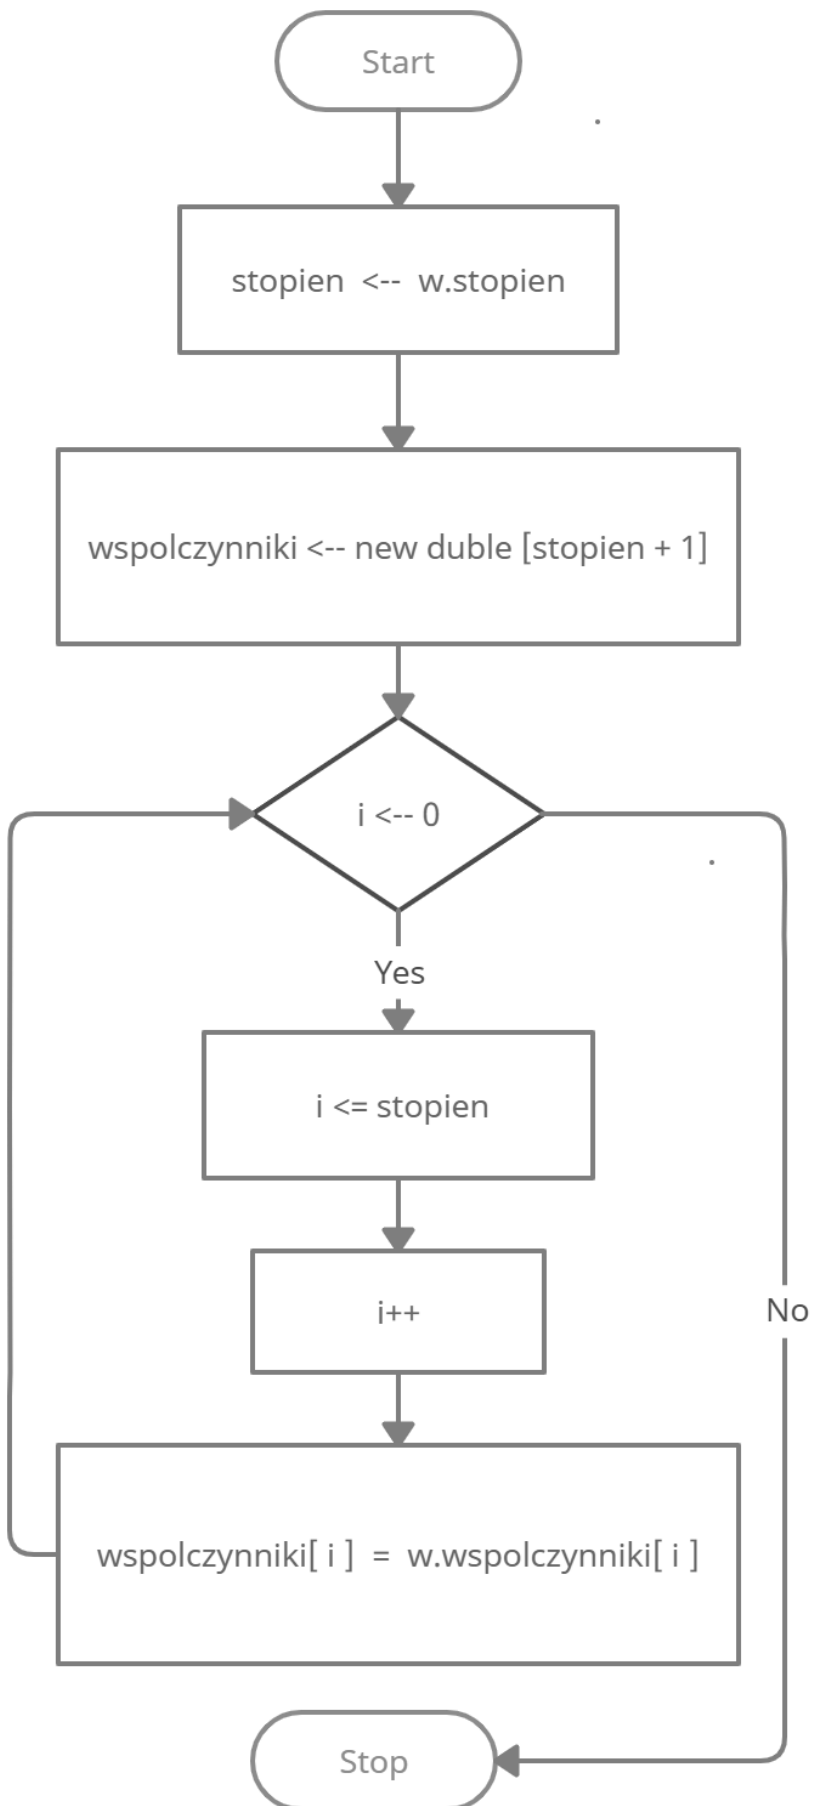 Start
stopien <-- w.stopien
wspolczynniki <-- new duble [stopien + 1]
i <-- 0
Yes
i <= stopien
i++
No
wspolczynniki[ i ] = w.wspolczynniki[ i ]
Stop